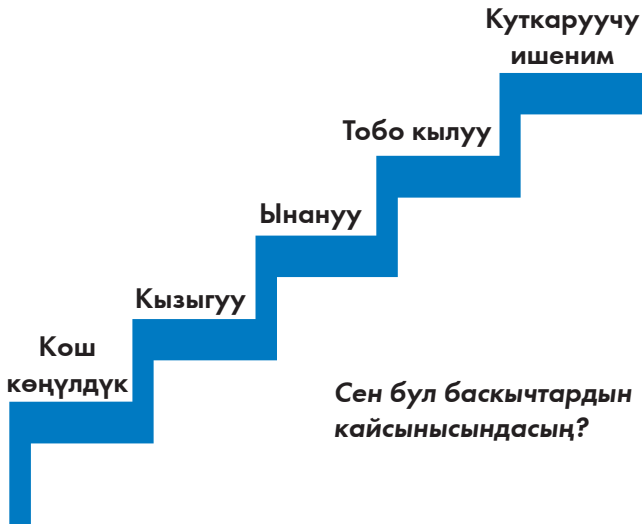 Куткаруучу
ишеним
Тобо кылуу
Ынануу
Кызыгуу
Кош
көңүлдүк
Сен бул баскычтардын
кайсынысындасың?